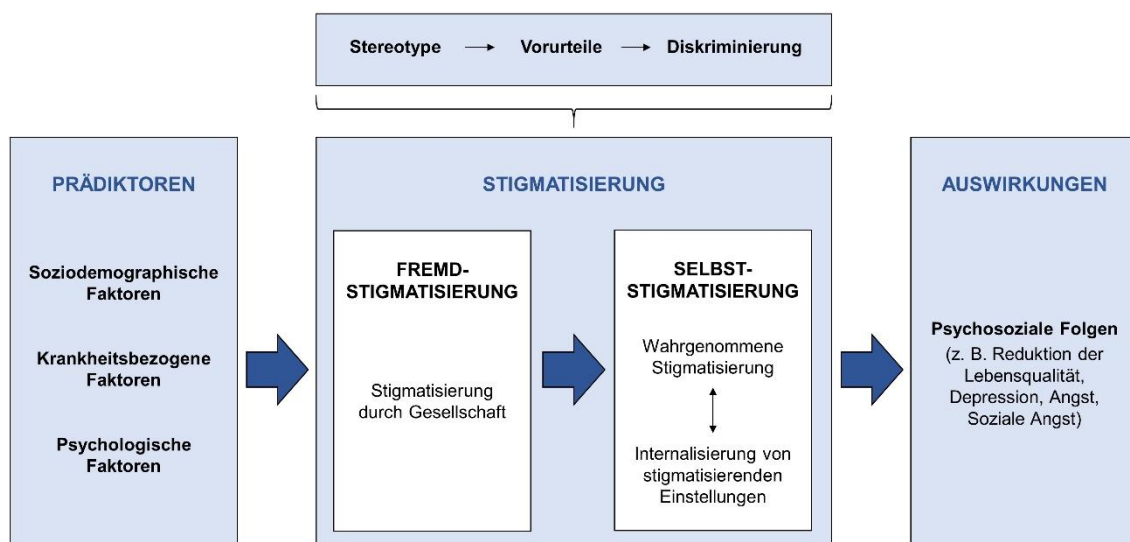 Stereotype → Vorurteile → Diskriminierung
PRÄDIKTOREN
Soziodemographische
Faktoren
Krankheitsbezogene
Faktoren
Psychologische
Faktoren
STIGMATISIERUNG
FREMD-
STIGMATISIERUNG
Stigmatisierung
durch Gesellschaft
SELBST-
STIGMATISIERUNG
Wahrgenommene
Stigmatisierung
Internalisierung von
stigmatisierenden
Einstellungen
AUSWIRKUNGEN
Psychosoziale Folgen
(z. B. Reduktion der
Lebensqualität,
Depression, Angst,
Soziale Angst)